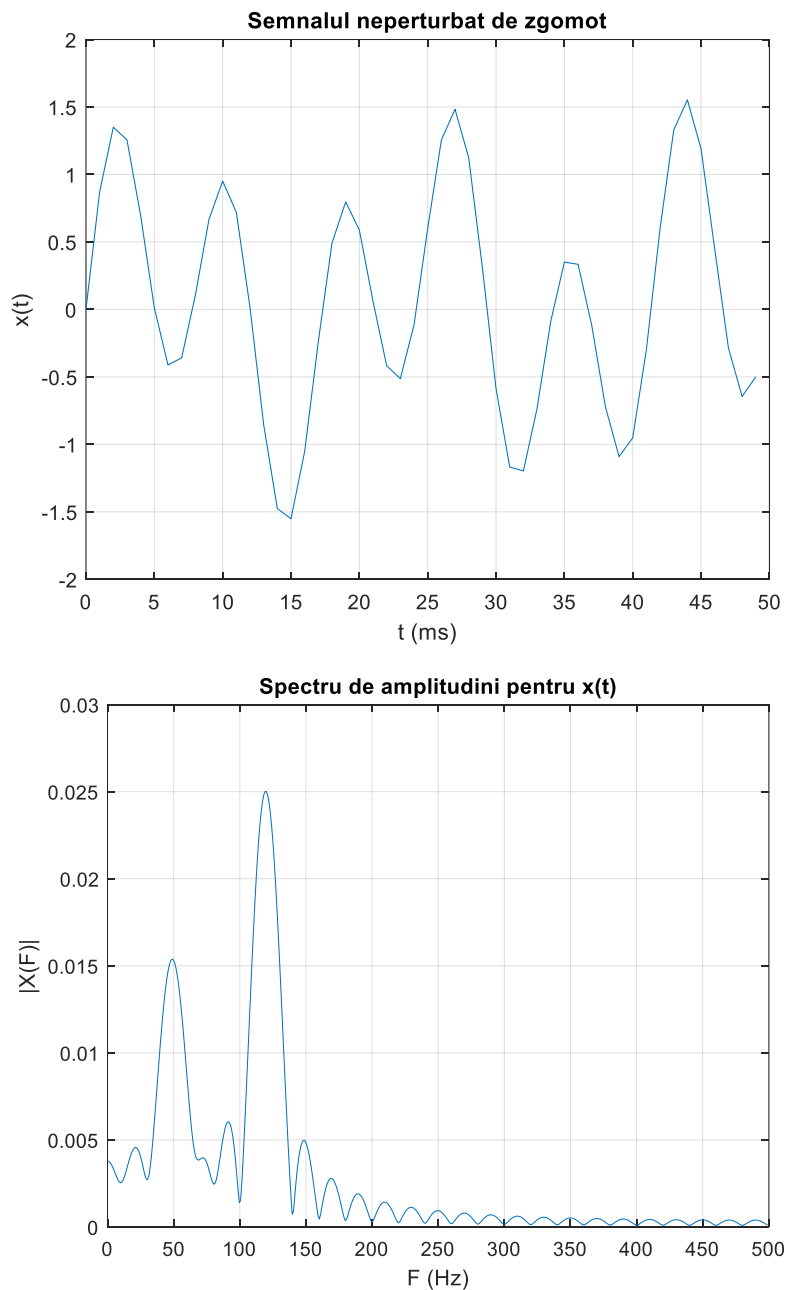 Semnalul neperturbat de zgomot
2
1.5
1
0.5
0
-0.5
-1
-1.5
-2
x(t)
0 5 10 15 20 25 30 35 40 45 50
t (ms)
Spectru de amplitudini pentru x(t)
0.03
0.025
0.02
0.015
0.01
0.005
0
|X(F)|
0 50 100 150 200 250 300 350 400 450 500
F (Hz)